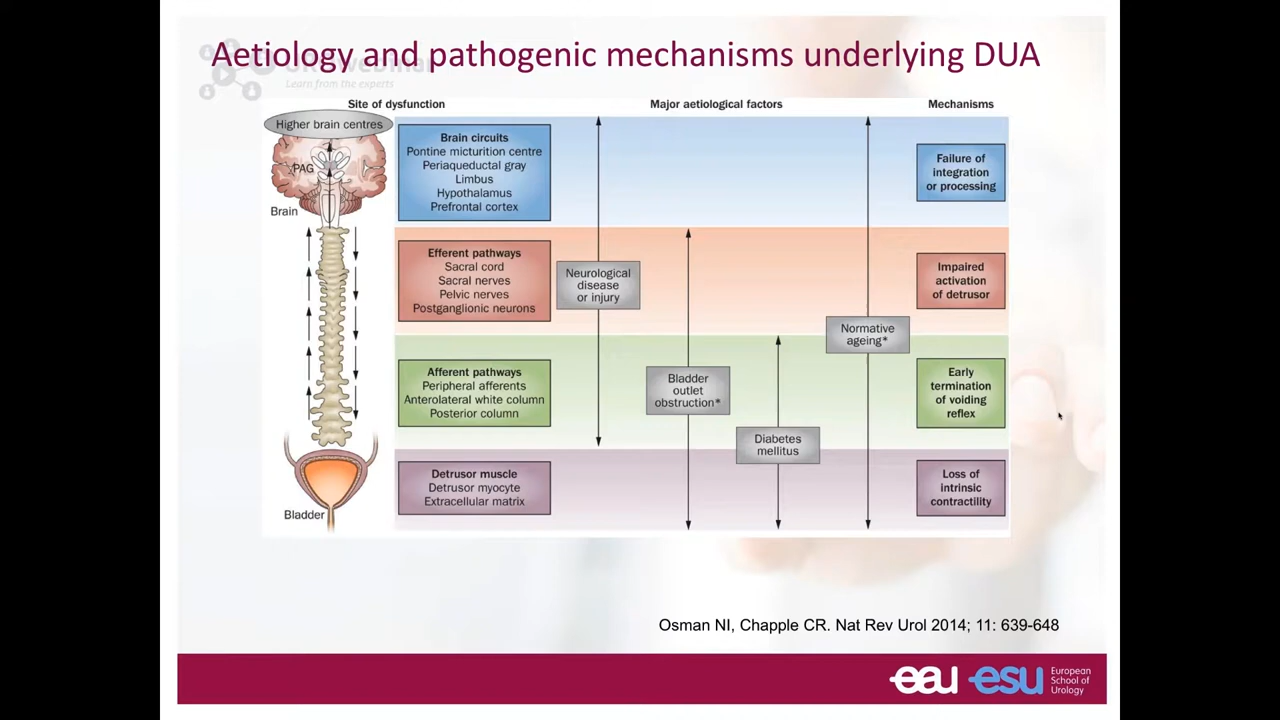 Aetiology and pathogenic mechanisms underlying DUA
Learn from the experts
Site of dysfunction
Major aetiological factors
Mechanisms
Higher brain centres
PAG
Brain
Bladder
Brain circuits
Pontine micturition centre
Periaqueductal gray
Limbus
Hypothalamus
Prefrontal cortex
Efferent pathways
Sacral cord
Sacral nerves
Pelvic nerves
Postganglionic neurons
Afferent pathways
Peripheral afferents
Anterolateral white column
Posterior column
Detrusor muscle
Detrusor myocyte
Extracellular matrix
Neurological
disease
or injury
Bladder
outlet
obstruction*
Diabetes
mellitus
Normative
ageing*
Failure of
integration
or processing
Impaired
activation
of detrusor
Early
termination
of voiding
reflex
Loss of
intrinsic
contractility
Osman NI, Chapple CR. Nat Rev Urol 2014; 11: 639-648
eau esu
European
School of
Urology